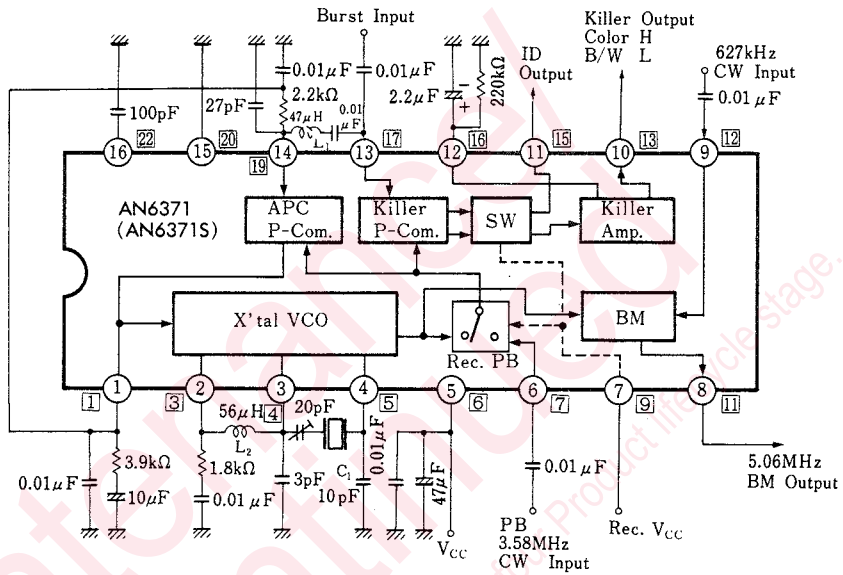 Burst Input
Killer Output
Color H
B/W L
ID
Output
627kHz
CW Input
0.01μF
0.01μF
2.2μF
+
220kΩ
0.01μF
100pF
27pF
2.2kΩ
47μH
L1
0.01
μF
22
20
19
17
16
15
13
12
16
15
14
13
12
11
10
9
AN6371
(AN6371S)
APC
P-Com.
Killer
P-Com.
SW
Killer
Amp.
X'tal VCO
Rec. PB
BM
1
2
3
4
5
6
7
8
1
3
4
5
6
7
9
11
56μH
L2
20pF
0.01μF
3.9kΩ
10μF
1.8kΩ
0.01μF
3pF
C1
10pF
0.01μF
47μF
VCC
0.01μF
PB
3.58MHz
CW Input
Rec. VCC
5.06MHz
BM Output